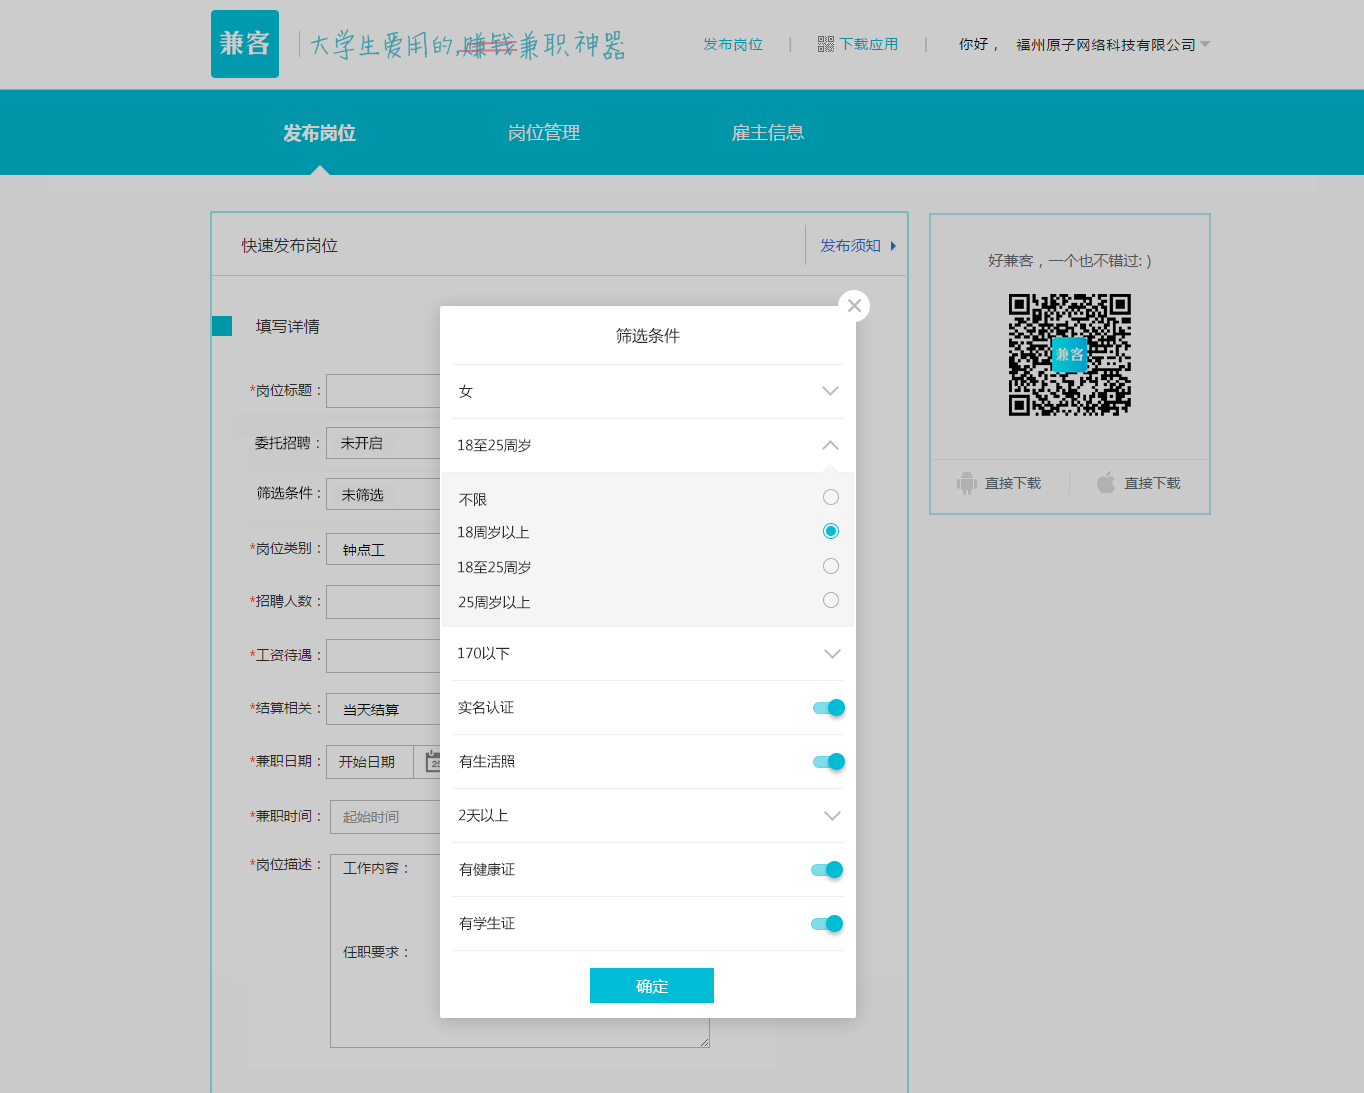 兼客
大学生爱用的赚钱兼职神器
发布岗位 | 下载应用 | 你好， 福州原子网络科技有限公司
发布岗位 岗位管理 雇主信息
快速发布岗位 发布须知
填写详情
*岗位标题：
委托招聘： 未开启
筛选条件： 未筛选
*岗位类别： 钟点工
*招聘人数：
*工资待遇：
*结算相关： 当天结算
*兼职日期： 开始日期
*兼职时间： 起始时间
*岗位描述： 工作内容：
任职要求：
筛选条件
女
18至25周岁
不限
18周岁以上
18至25周岁
25周岁以上
170以下
实名认证
有生活照
2天以上
有健康证
有学生证
确定
好兼客，一个也不错过: )
兼客
直接下载 直接下载